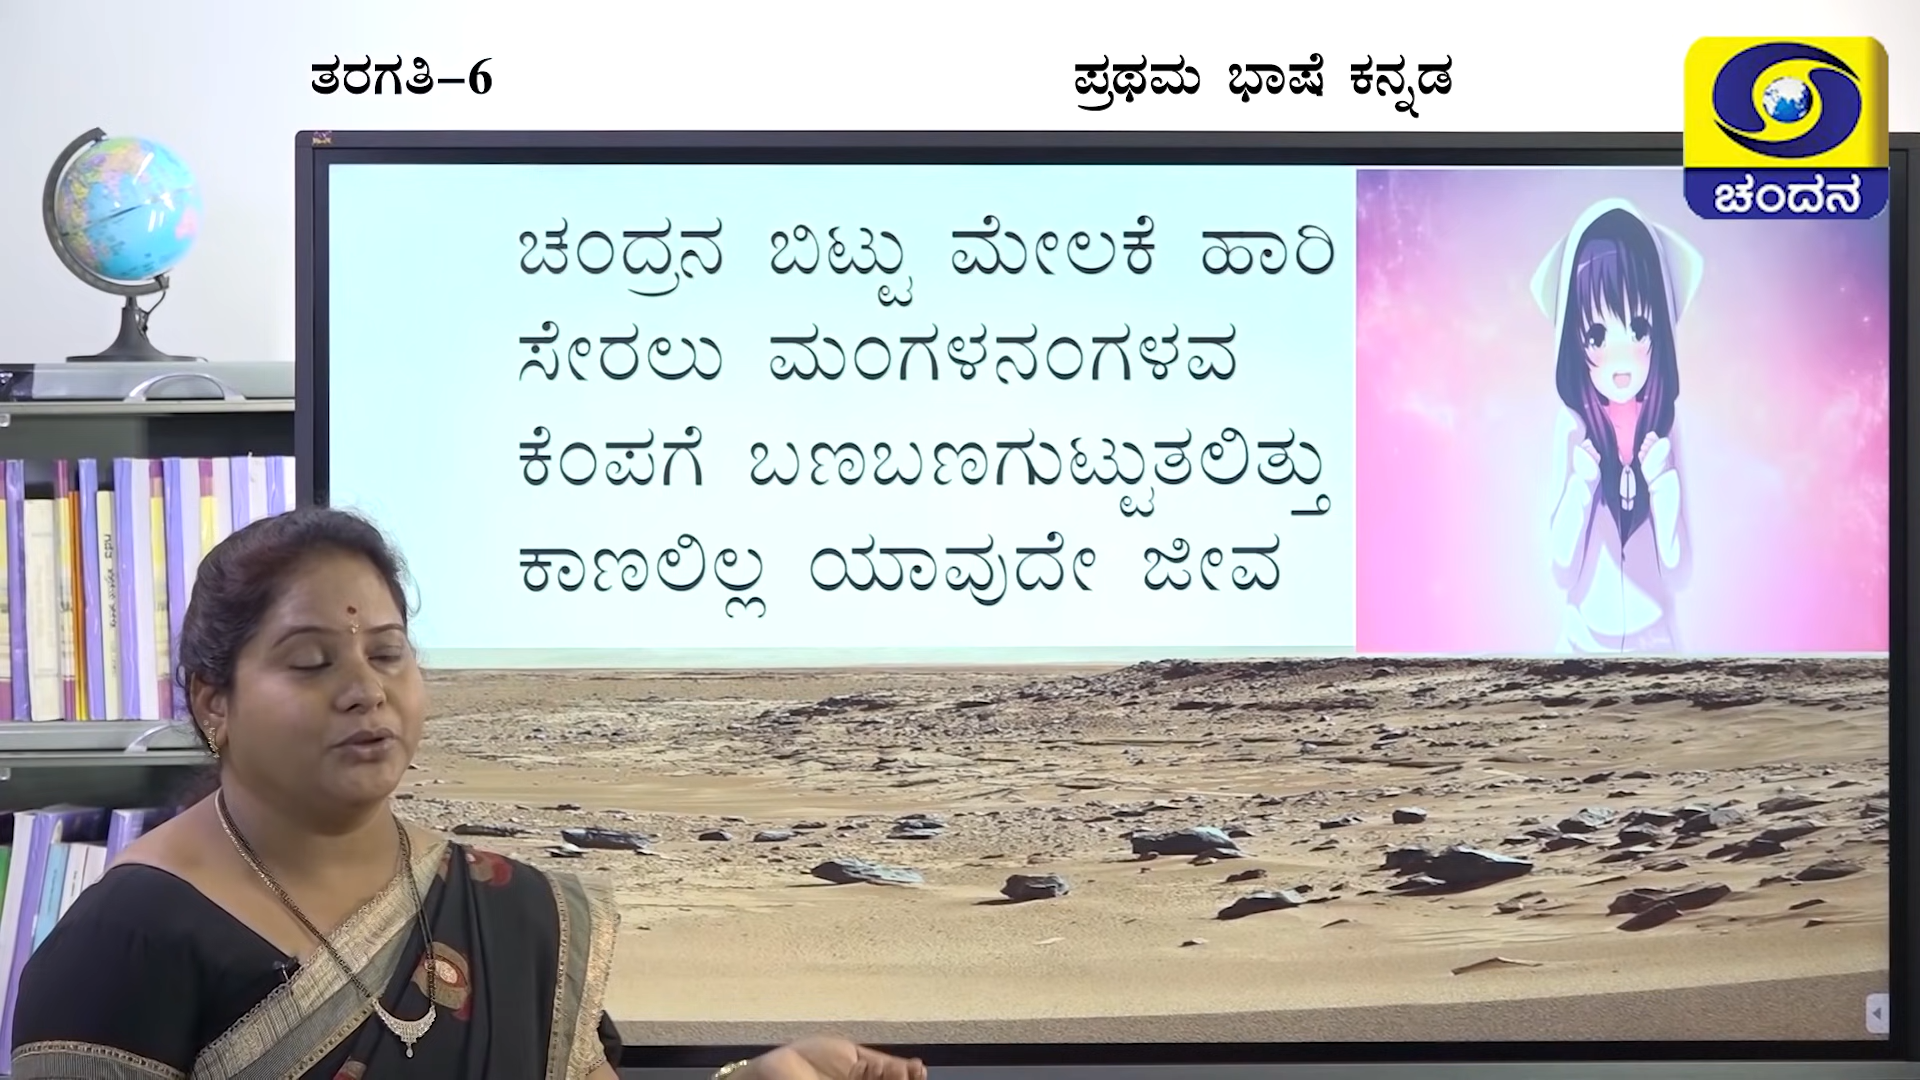 ತರಗತಿ-6
ಪ್ರಥಮ ಭಾಷೆ ಕನ್ನಡ
ಚಂದನ
ಚಂದ್ರನ ಬಿಟ್ಟು ಮೇಲಕೆ ಹಾರಿ
ಸೇರಲು ಮಂಗಳನಂಗಳವ
ಕೆಂಪಗೆ ಬಣಬಣಗುಟ್ಟುತಲಿತ್ತು
ಕಾಣಲಿಲ್ಲ ಯಾವುದೇ ಜೀವ